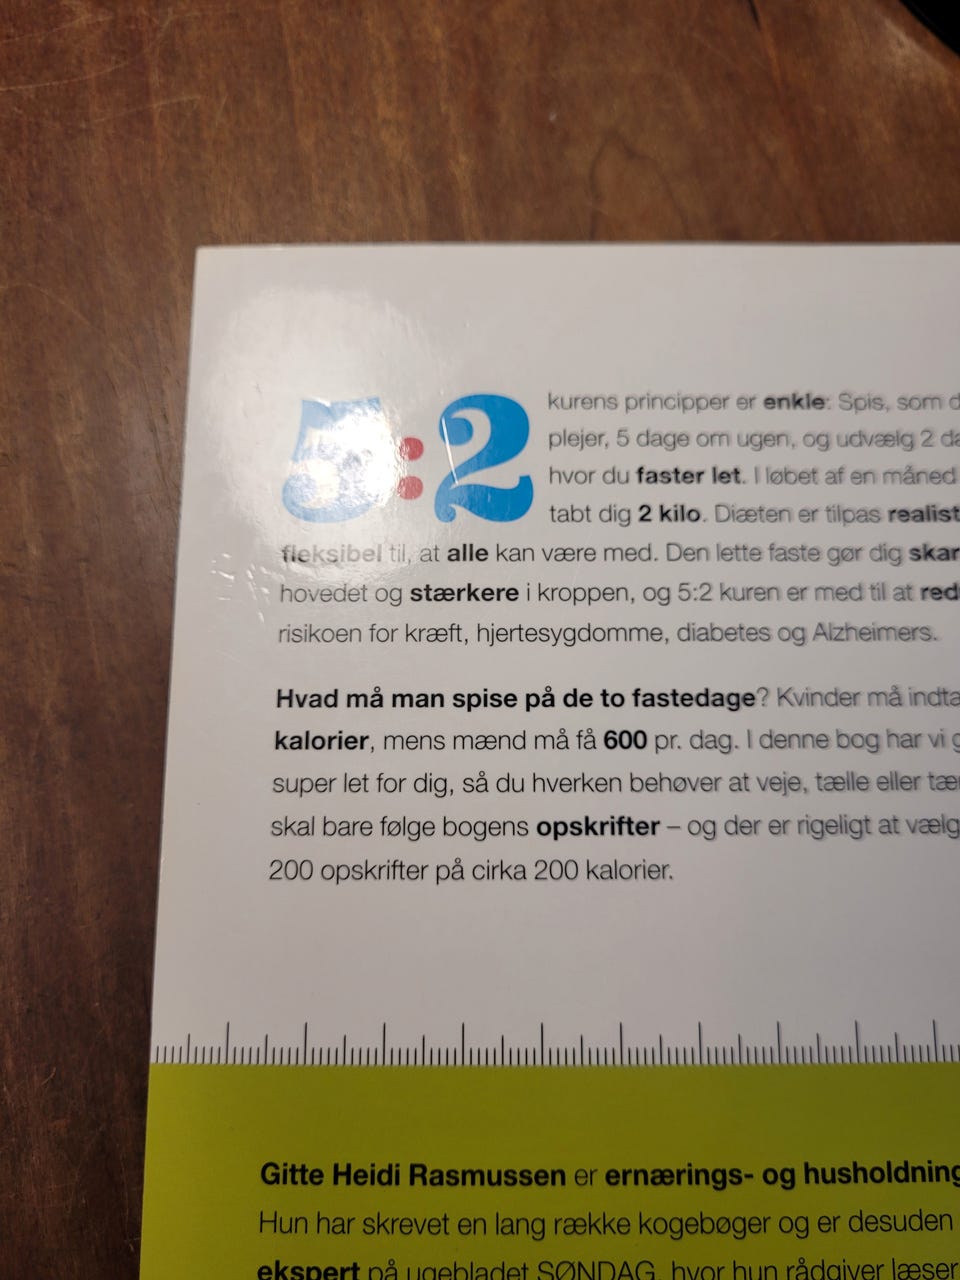 5:2 kurens principper er enkle: Spis, som d
plejer, 5 dage om ugen, og udvælg 2 da
hvor du faster let. I løbet af en måned
tabt dig 2 kilo. Diæten er tilpas realist
fleksibel til, at alle kan være med. Den lette faste gør dig skar
hovedet og stærkere i kroppen, og 5:2 kuren er med til at red
risikoen for kræft, hjertesygdomme, diabetes og Alzheimers.
Hvad må man spise på de to fastedage? Kvinder må indta
kalorier, mens mænd må få 600 pr. dag. I denne bog har vi g
super let for dig, så du hverken behøver at veje, tælle eller tæ
skal bare følge bogens opskrifter – og der er rigeligt at vælg
200 opskrifter på cirka 200 kalorier.
Gitte Heidi Rasmussen er ernærings- og husholdning
Hun har skrevet en lang række kogebøger og er desuden
ekspert på ugebladet SØNDAG, hvor hun rådgiver læser